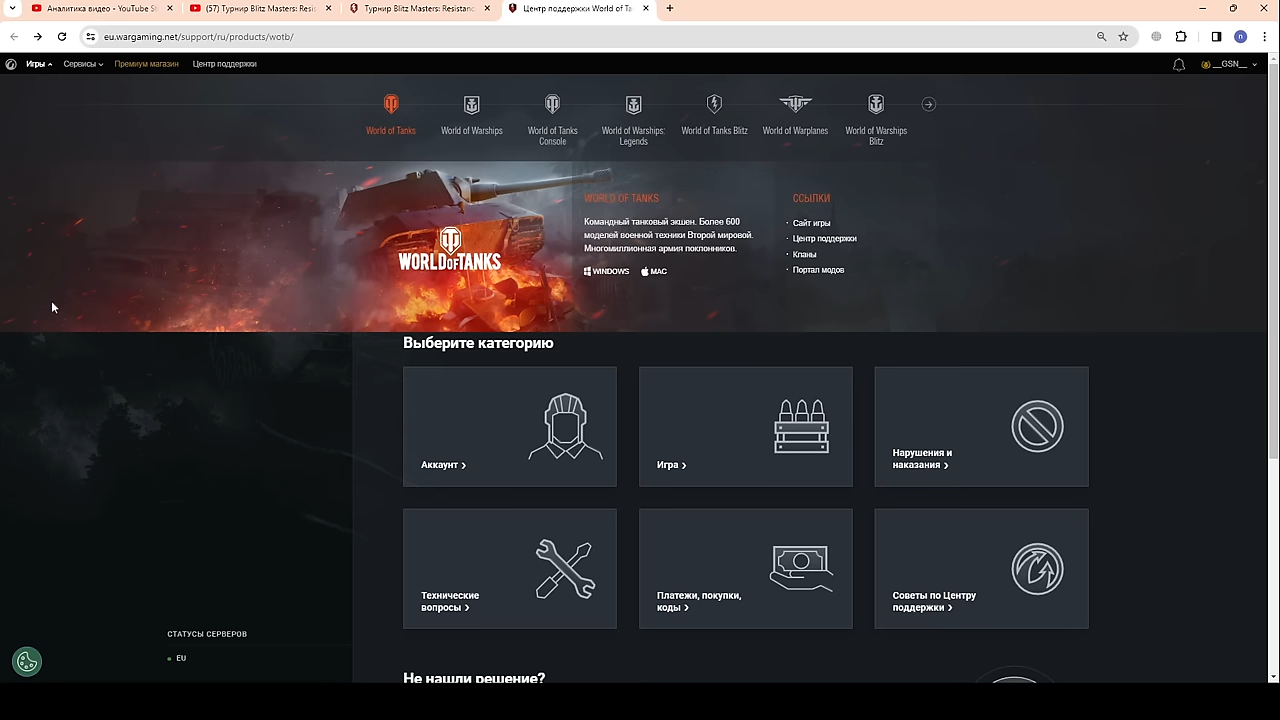 Аналитика видео - YouTube St
(57) Турнир Blitz Masters: Resis
Турнир Blitz Masters: Resistanc
Центр поддержки World of Ta
eu.wargaming.net/support/ru/products/wotb/
n
Игры
Сервисы
Премиум магазин
Центр поддержки
__GSN__
World of Tanks
World of Warships
World of Tanks
Console
World of Warships:
Legends
World of Tanks Blitz
World of Warplanes
World of Warships
Blitz
WORLD OF TANKS
WORLD OF TANKS
Командный танковый экшен. Более 600
моделей военной техники Второй мировой.
Многомиллионная армия поклонников.
WINDOWS
MAC
ССЫЛКИ
· Сайт игры
· Центр поддержки
· Кланы
· Портал модов
Выберите категорию
Аккаунт ›
Игра ›
Нарушения и
наказания ›
Технические
вопросы ›
Платежи, покупки,
коды ›
Советы по Центру
поддержки ›
СТАТУСЫ СЕРВЕРОВ
EU
Не нашли решение?